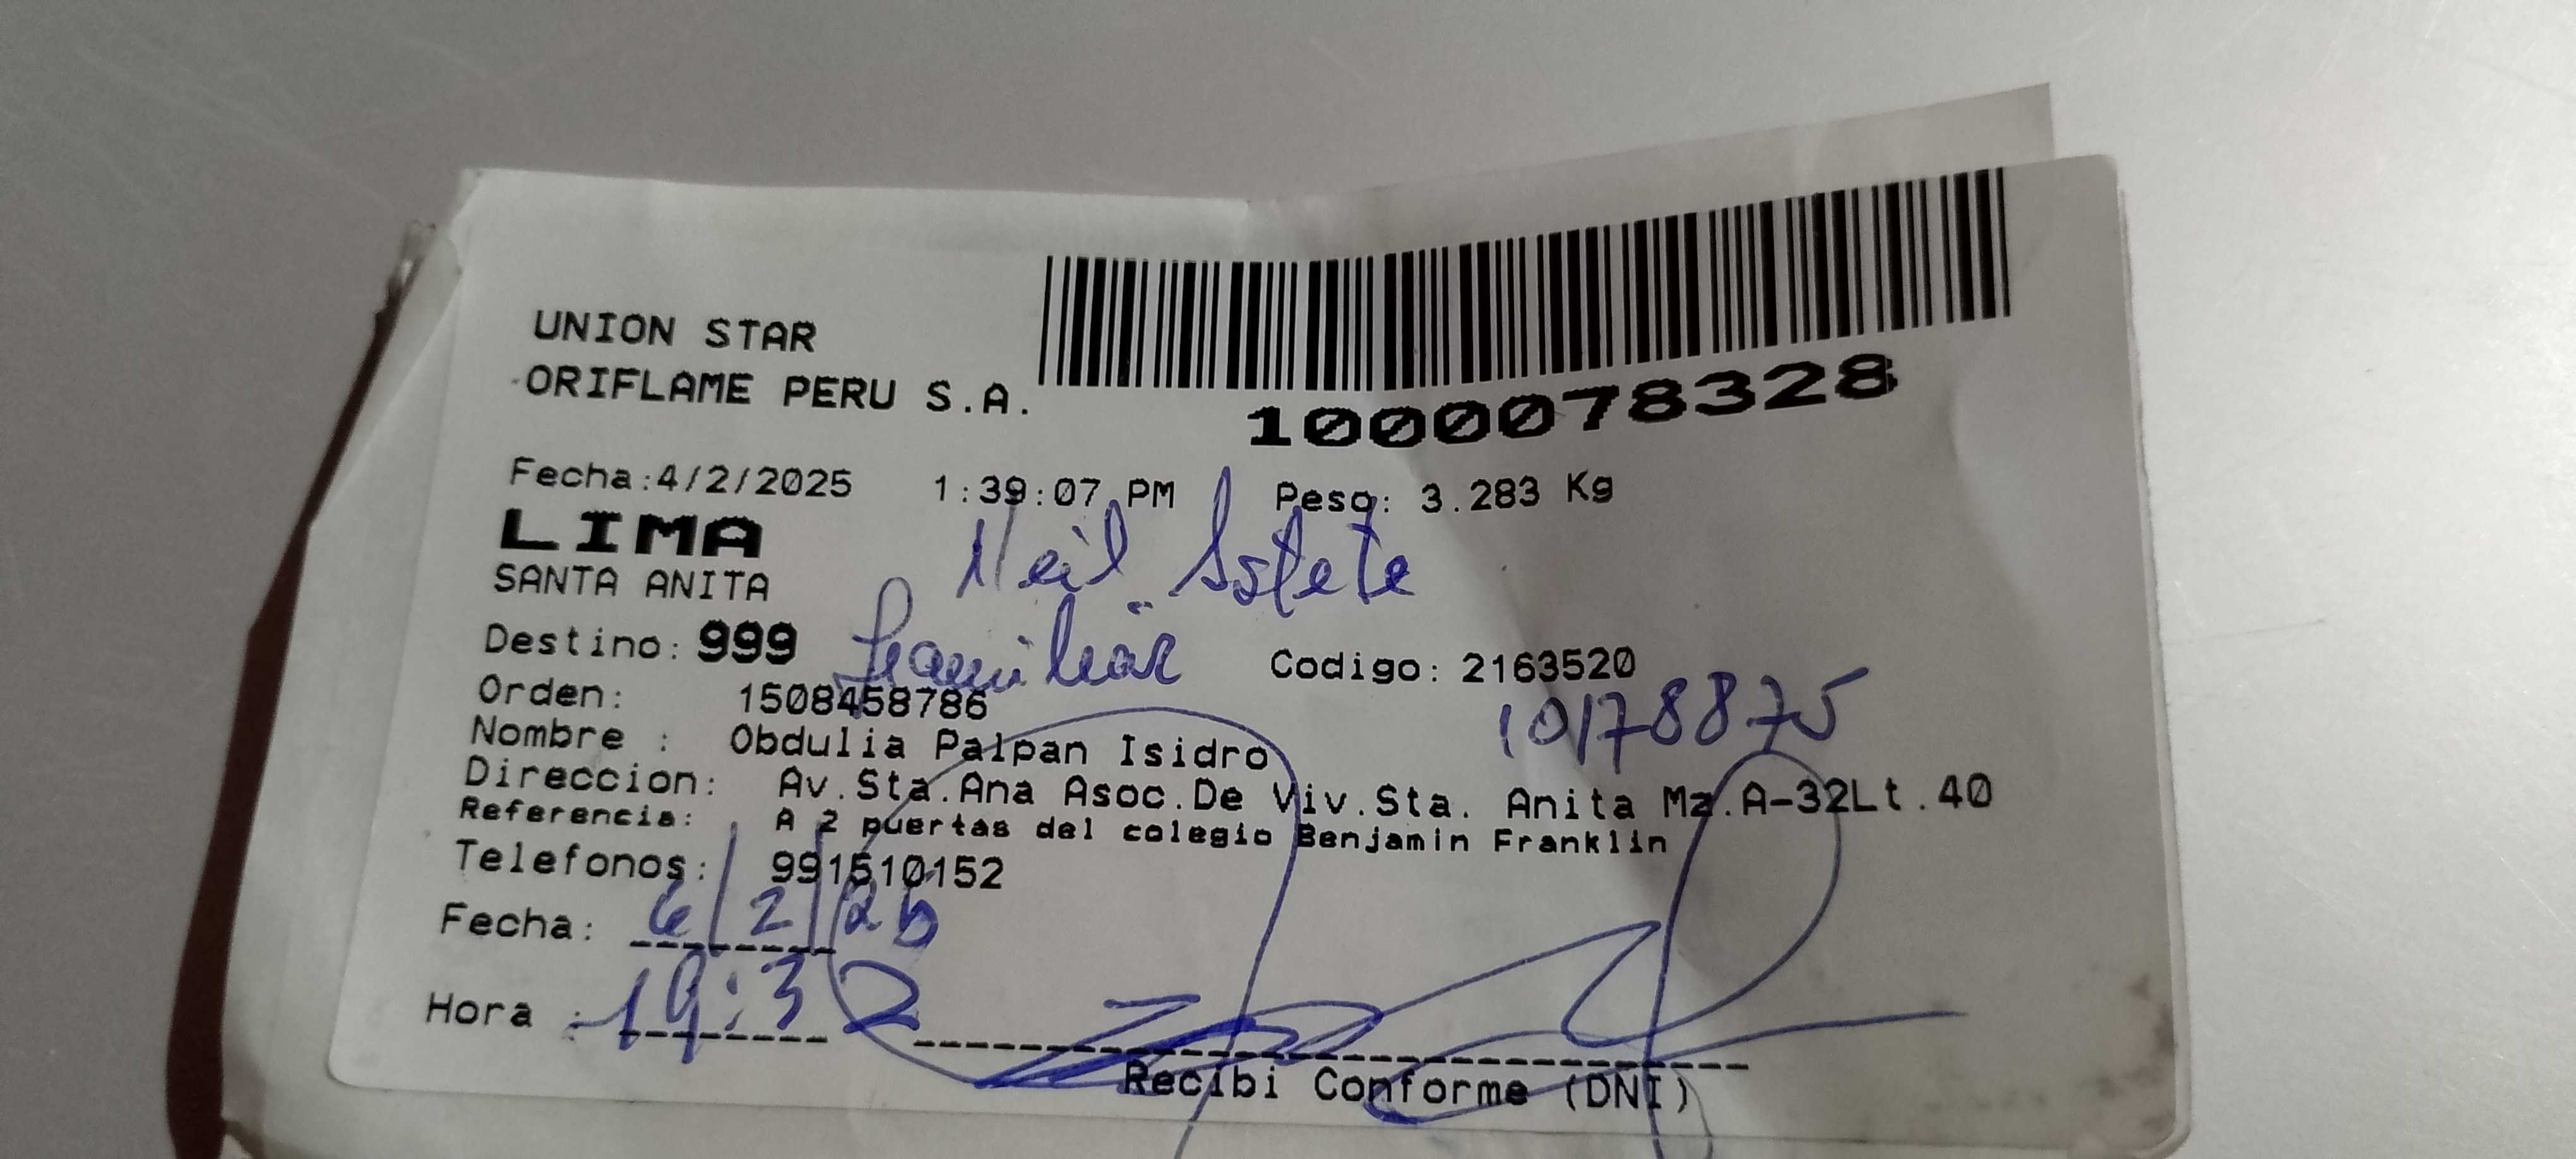 UNION STAR
ORIFLAME PERU S.A.
1000078328
Fecha:4/2/2025 1:39:07 PM Peso: 3.283 Kg
LIMA
Neil Sotete
SANTA ANITA
Destino: 999 familiar Codigo: 2163520
Orden: 1508458786
10178875
Nombre : Obdulia Palpan Isidro
Direccion: Av.Sta.Ana Asoc.De Viv.Sta. Anita Mz.A-32Lt.40
Referencia: A 2 puertas del colegio Benjamin Franklin
Telefonos: 991510152
Fecha: 6/2/25
Hora : 19:32
Recibi Conforme (DNI)